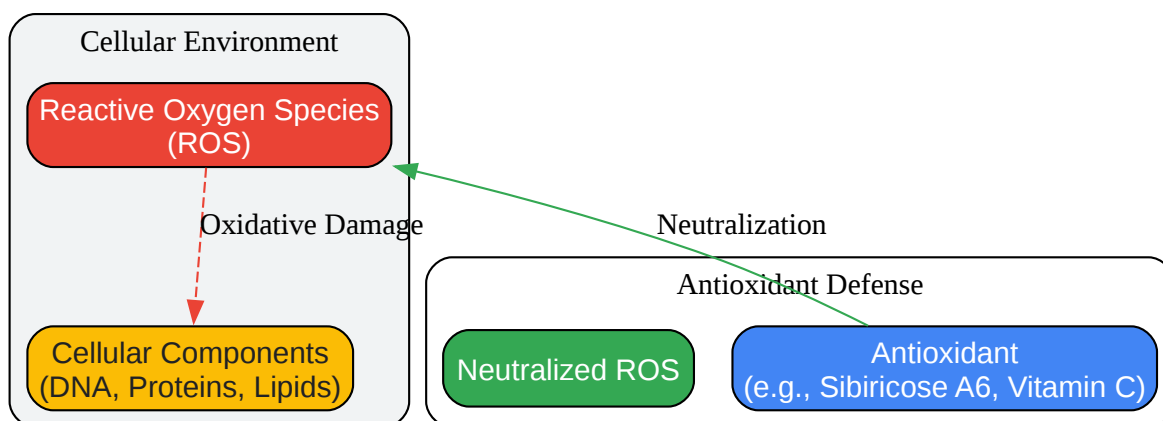 Cellular Environment
Reactive Oxygen Species
(ROS)
Oxidative Damage
Neutralization
Antioxidant Defense
Cellular Components
(DNA, Proteins, Lipids)
Neutralized ROS
Antioxidant
(e.g., Sibiricose A6, Vitamin C)